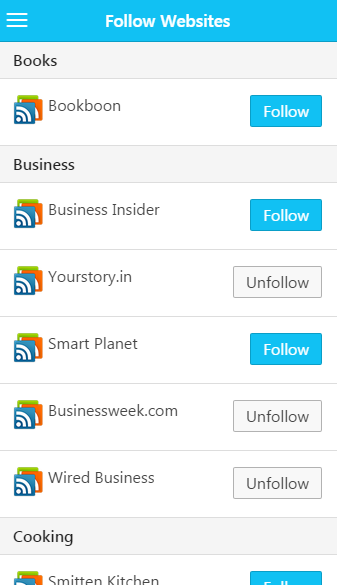 Follow Websites
Books
Bookboon
Follow
Business
Business Insider
Follow
Yourstory.in
Unfollow
Smart Planet
Follow
Businessweek.com
Unfollow
Wired Business
Unfollow
Cooking
Smitten Kitchen
Follow